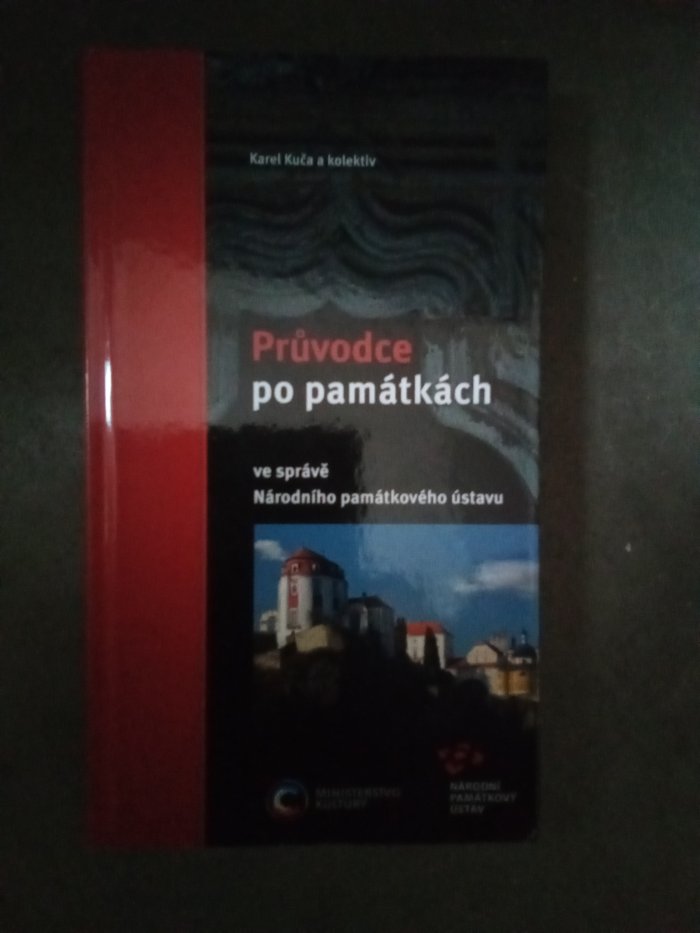 Karel Kuča a kolektiv
Průvodce
po památkách
ve správě
Národního památkového ústavu
MINISTERSTVO
KULTURY
NÁRODNÍ
PAMÁTKOVÝ
ÚSTAV